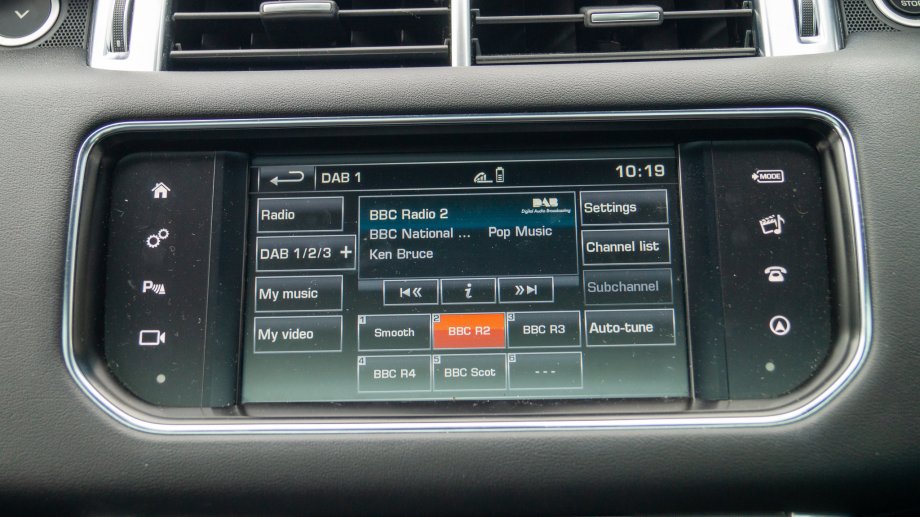 STOP
DAB 1
10:19
MODE
Radio
DAB 1/2/3 +
My music
My video
BBC Radio 2
DAB
Digital Audio Broadcasting
BBC National ... Pop Music
Ken Bruce
i
Settings
Channel list
Subchannel
Auto-tune
1 Smooth
2 BBC R2
3 BBC R3
4 BBC R4
5 BBC Scot
6 ---
P